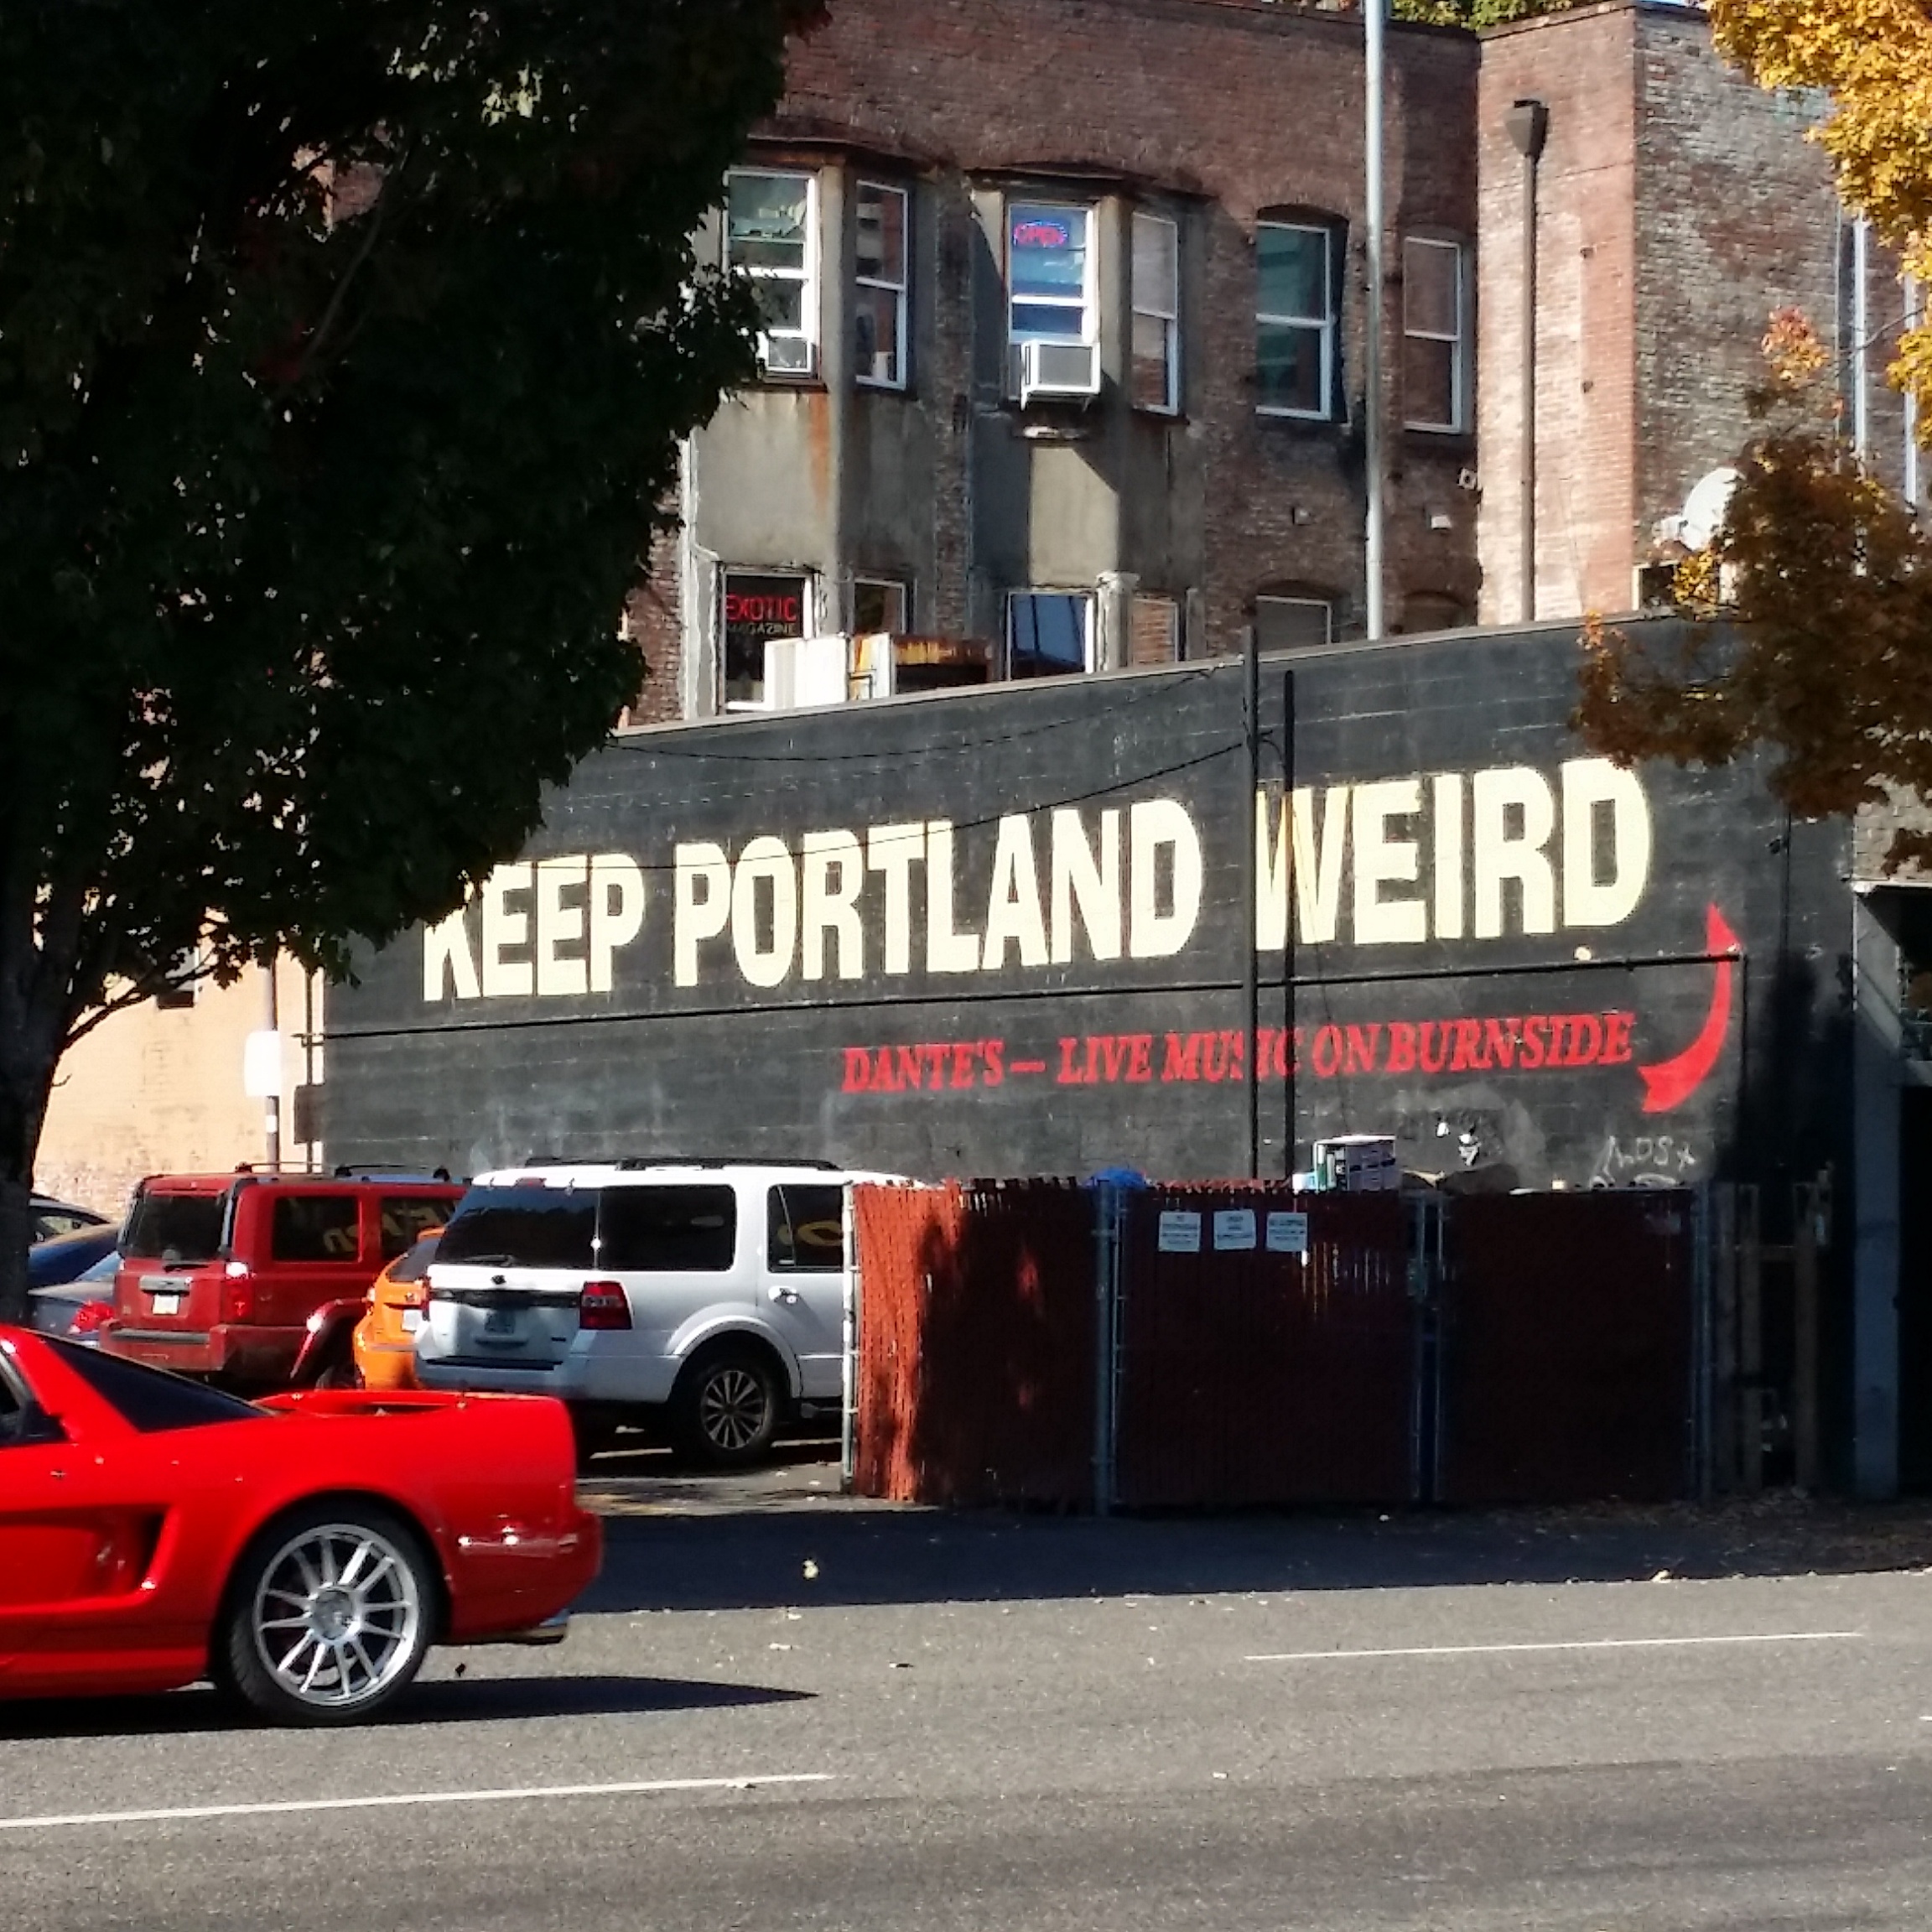 OPEN
EXOTIC
MAGAZINE
KEEP PORTLAND WEIRD
DANTE'S — LIVE MUSIC ON BURNSIDE